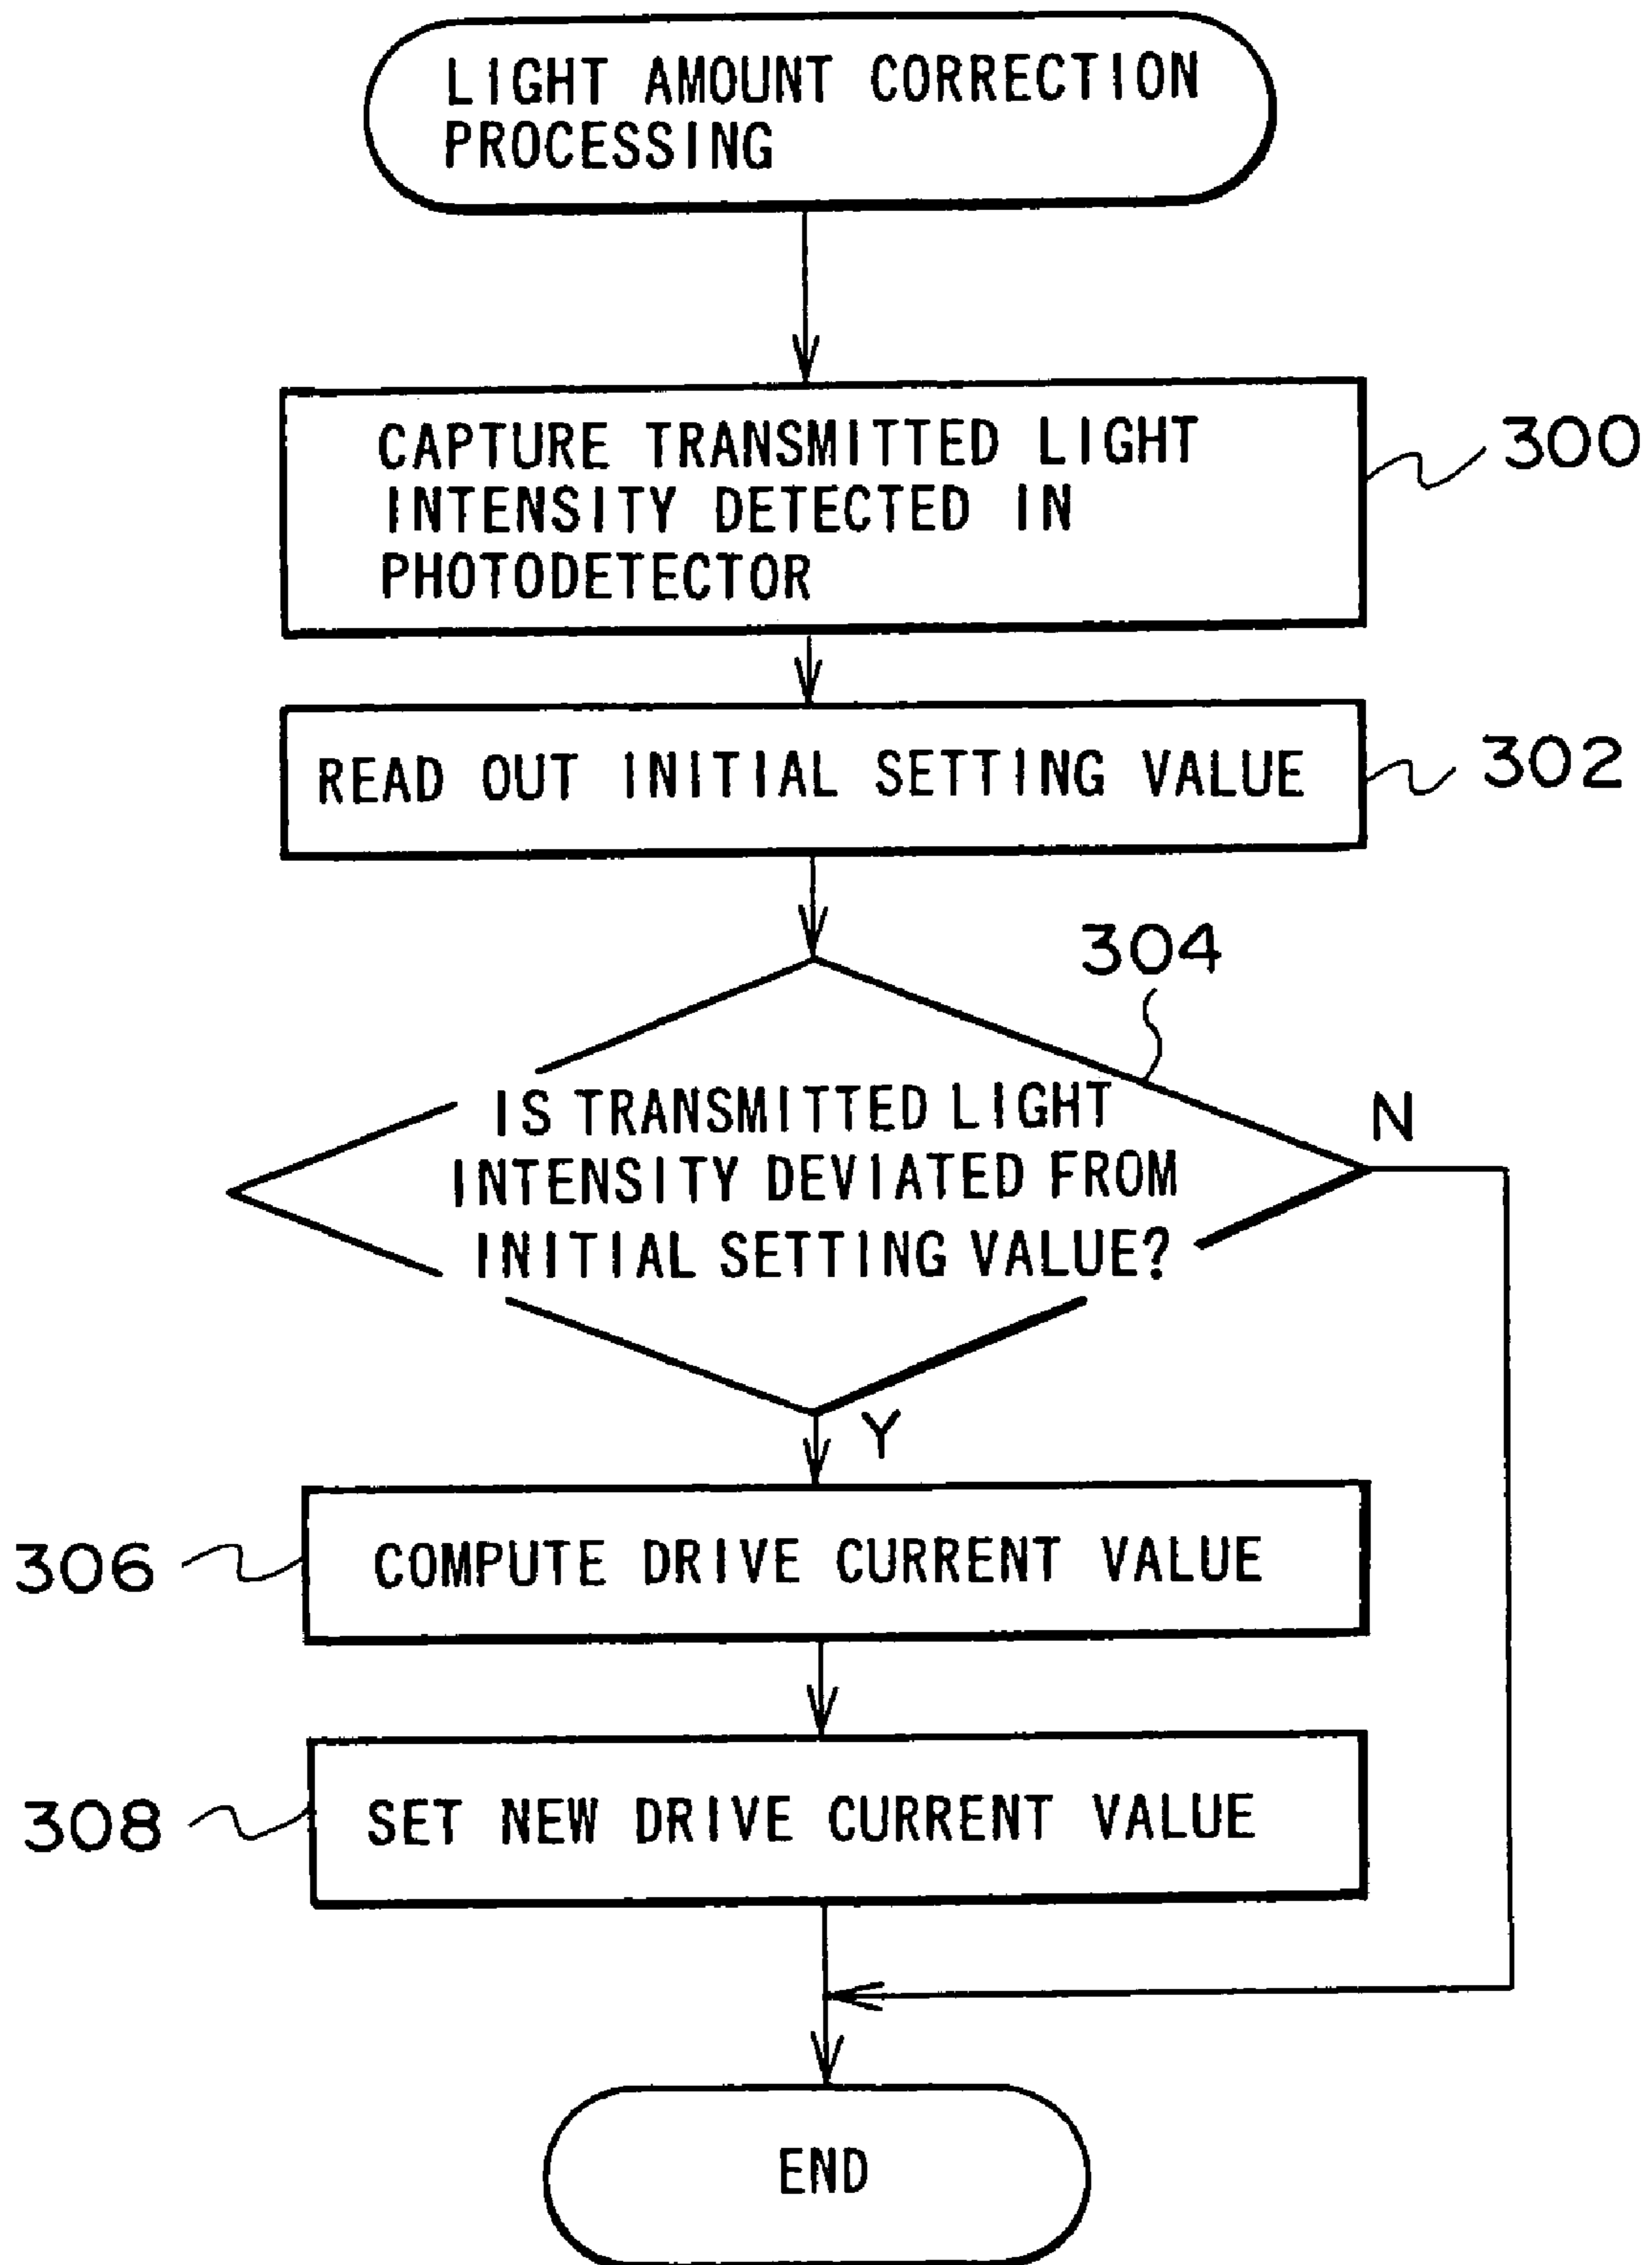 LIGHT AMOUNT CORRECTION
PROCESSING
CAPTURE TRANSMITTED LIGHT
INTENSITY DETECTED IN
PHOTODETECTOR
300
READ OUT INITIAL SETTING VALUE
302
304
IS TRANSMITTED LIGHT
INTENSITY DEVIATED FROM
INITIAL SETTING VALUE?
N
Y
306
COMPUTE DRIVE CURRENT VALUE
308
SET NEW DRIVE CURRENT VALUE
END